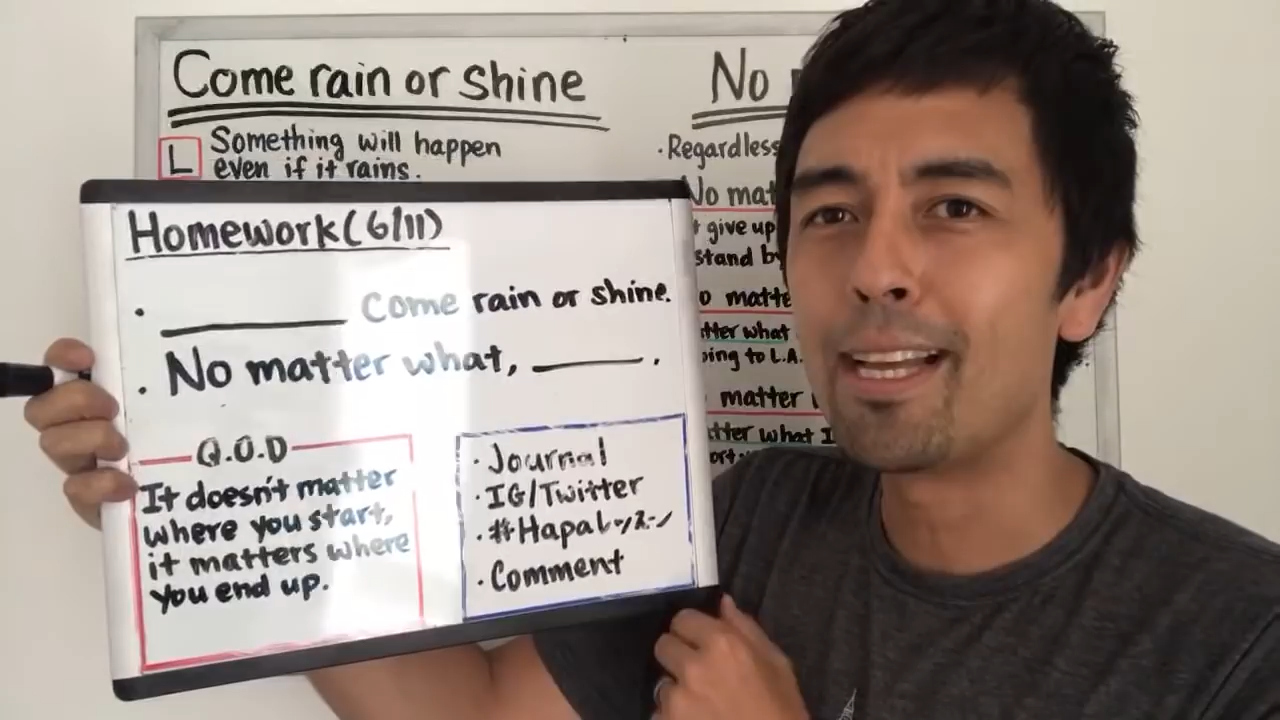 Come rain or shine
L Something will happen
even if it rains.
No
· Regardless
No mat
give up
stand by
matte
tter what
oing to L.A.
matter
tter what I
Homework (6/11)
· ______ Come rain or shine.
· No matter what, ______.
Q.O.D
It doesn't matter
where you start,
it matters where
you end up.
· Journal
· IG/Twitter
· #Hapaレッスン
· Comment